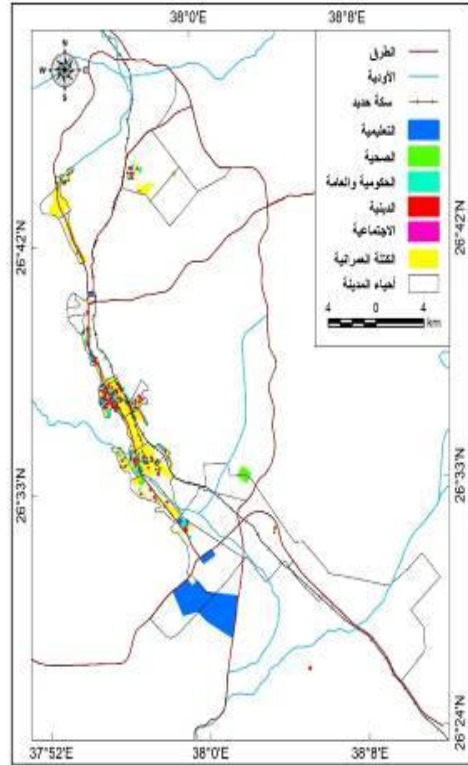 38°0'E 38°8'E
N
W E
S
الطرق
الأودية
سكة حديد
التعليمية
الصحية
الحكومية والعامة
الدينية
الاجتماعية
الكتلة العمرانية
أحياء المدينة
4 0 4
km
26°42'N 26°42'N
26°33'N 26°33'N
26°24'N
37°52'E 38°0'E 38°8'E